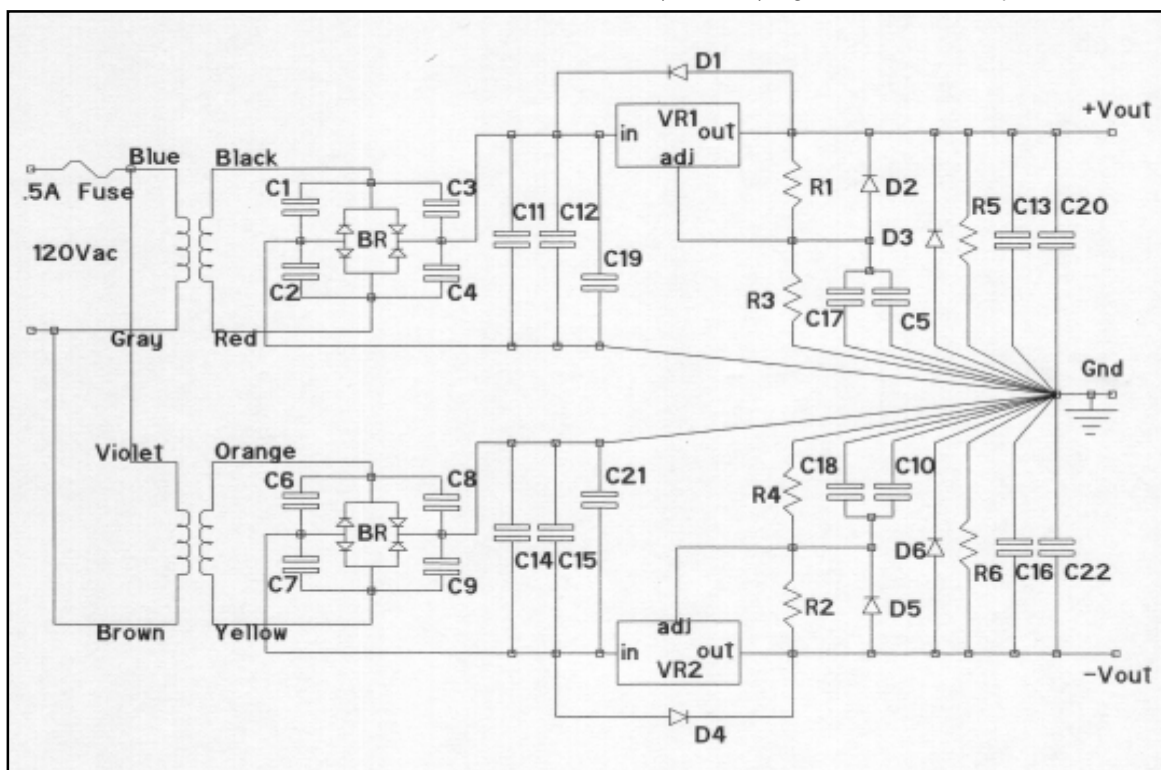 D1
VR1
in
out
adj
+Vout
Blue
Black
.5A Fuse
C1
C3
R1
D2
BR
C11
C12
D3
R5
C13
C20
120Vac
C2
C4
C19
R3
C17
C5
Gray
Red
Gnd
Violet
Orange
C6
C8
C21
R4
C18
C10
BR
C14
C15
D6
R6
C16
C22
C7
C9
R2
D5
Brown
Yellow
adj
in
out
VR2
-Vout
D4